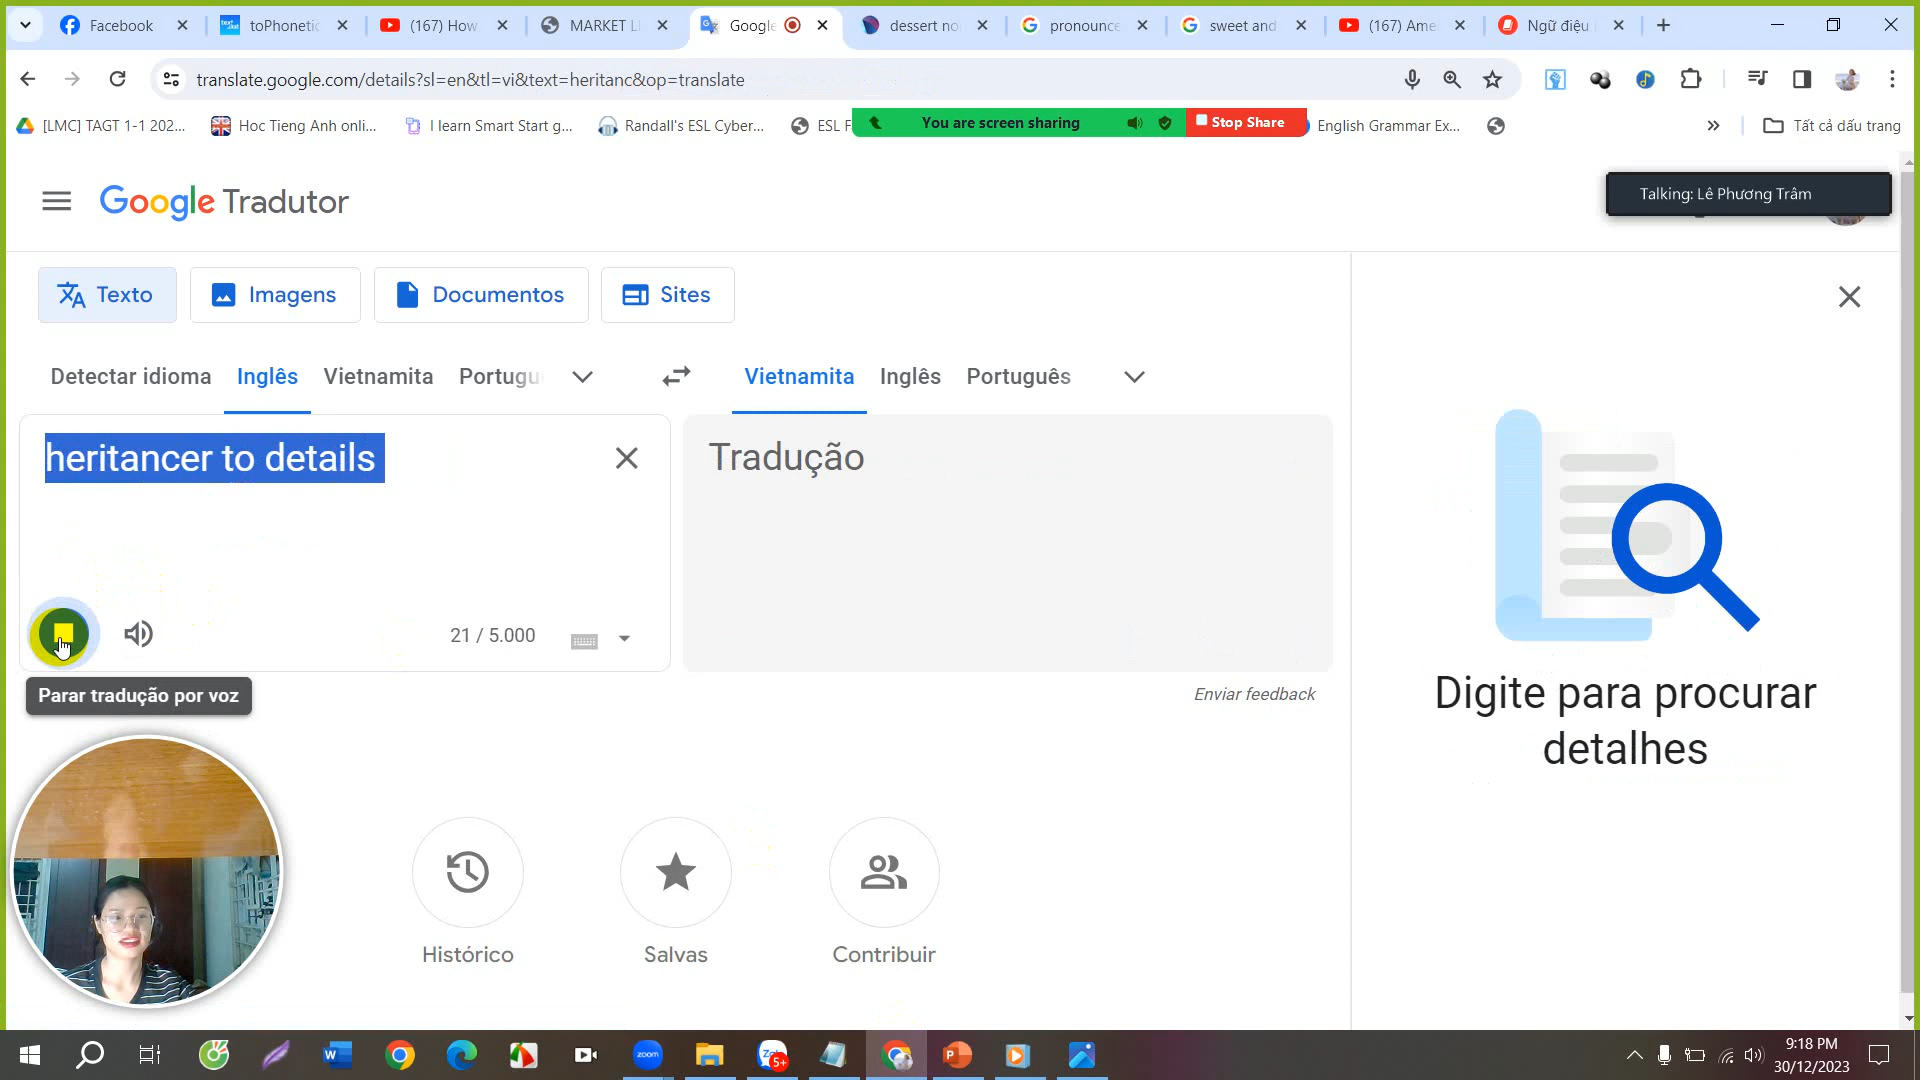 Facebook
toPhonetic
(167) How
MARKET L
Google
dessert no
pronounce
sweet and
(167) Ame
Ngữ điệu
translate.google.com/details?sl=en&tl=vi&text=heritanc&op=translate
[LMC] TAGT 1-1 202...
Hoc Tieng Anh onli...
I learn Smart Start g...
Randall's ESL Cyber...
ESL F
You are screen sharing
Stop Share
English Grammar Ex...
Tất cả dấu trang
Google Tradutor
Talking: Lê Phương Trâm
Texto
Imagens
Documentos
Sites
Detectar idioma
Inglês
Vietnamita
Portugu
Vietnamita
Inglês
Português
heritancer to details
Tradução
21 / 5.000
Parar tradução por voz
Enviar feedback
Digite para procurar
detalhes
Histórico
Salvas
Contribuir
zoom
5+
9:18 PM
30/12/2023